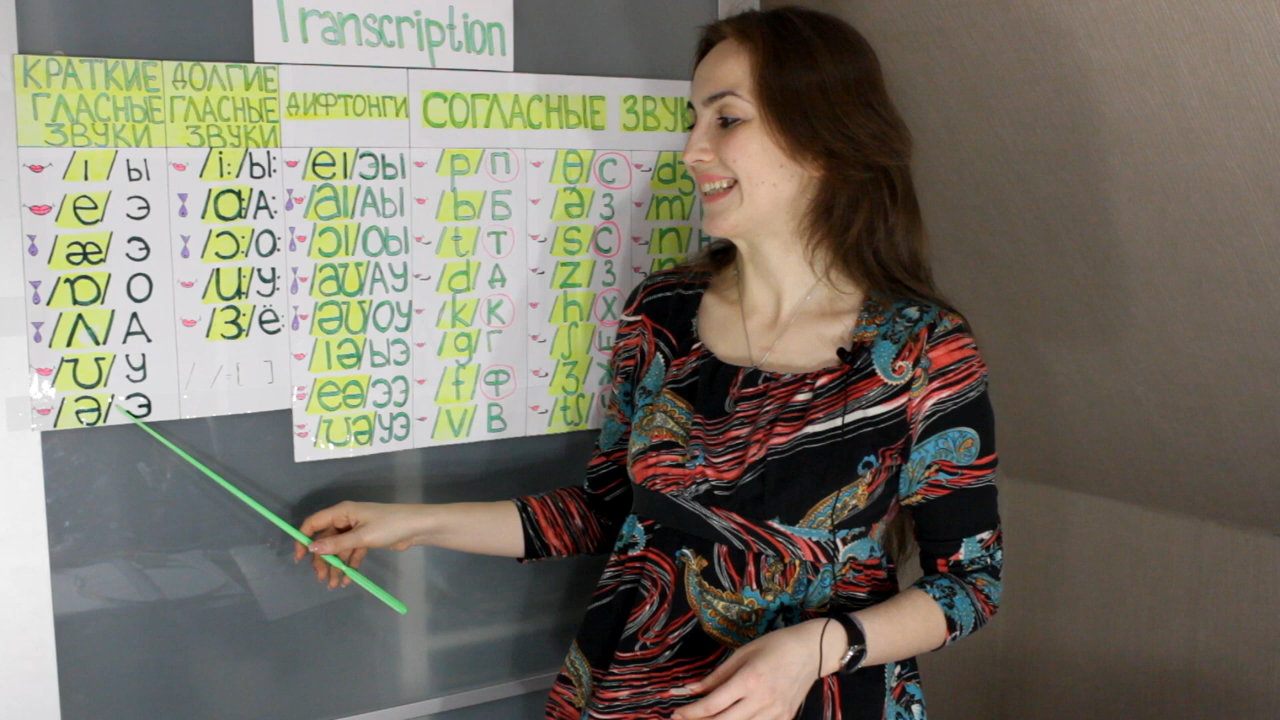 Transcription
КРАТКИЕ ГЛАСНЫЕ ЗВУКИ
ДОЛГИЕ ГЛАСНЫЕ ЗВУКИ
ДИФТОНГИ
СОГЛАСНЫЕ
/ɪ/ ы
/e/ э
/æ/ э
/ɒ/ о
/ʌ/ А
/ʊ/ у
/ə/ э
/i:/ы:
/ɑ:/А:
/ɔ:/о:
/u:/у:
/ɜ:/ё:
/ /:[ ]
/eɪ/эы
/aɪ/Аы
/ɔɪ/оы
/aʊ/Ау
/əʊ/оу
/ɪə/ыэ
/eə/ээ
/ʊə/уэ
/p/ п
/b/ Б
/t/ т
/d/ д
/k/ к
/g/ г
/f/ ф
/v/ В
/θ/ с
/ð/ з
/s/ с
/z/ з
/h/ х
/ʃ/ ш
/ʒ/
/tʃ/
/dʒ
/m/
/n/ н